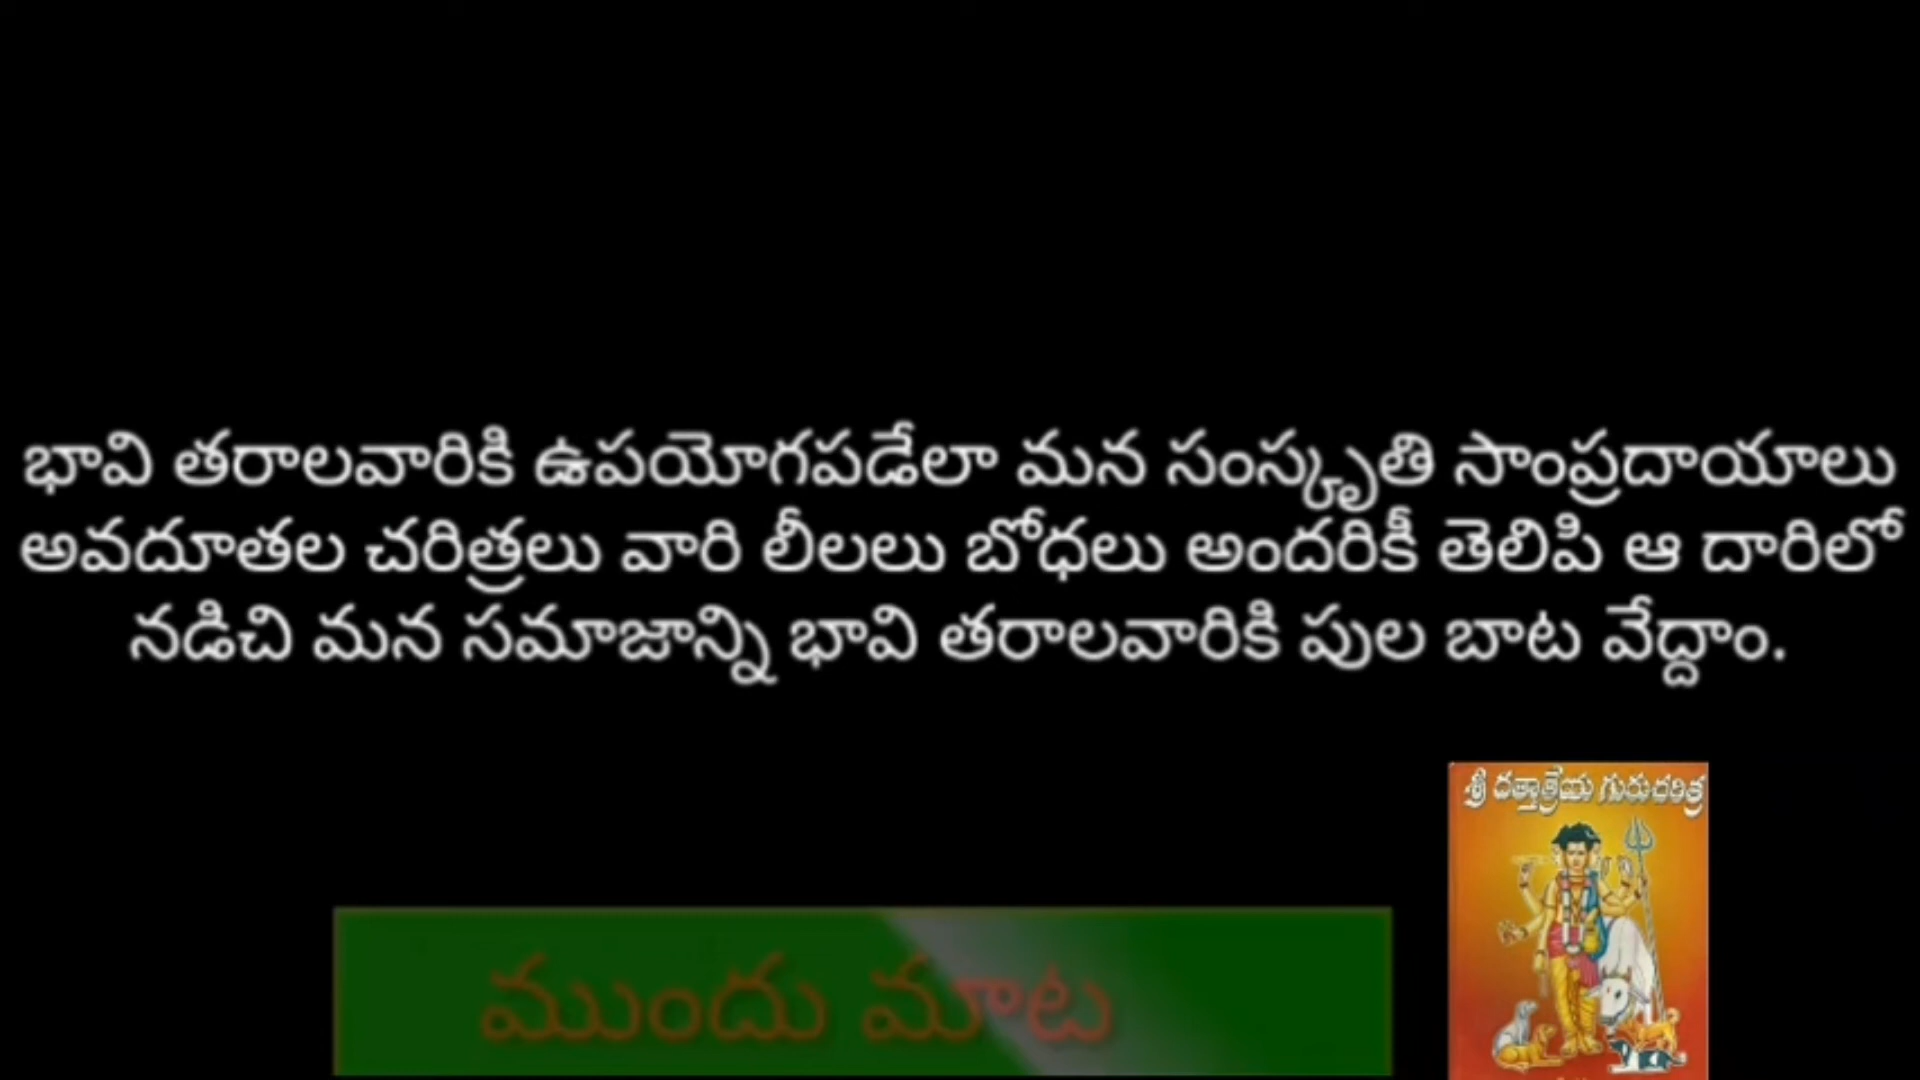 భావి తరాలవారికి ఉపయోగపడేలా మన సంస్కృతి సాంప్రదాయాలు
అవదూతల చరిత్రలు వారి లీలలు బోధలు అందరికీ తెలిపి ఆ దారిలో
నడిచి మన సమాజాన్ని భావి తరాలవారికి పుల బాట వేద్దాం.
శ్రీ దత్తాత్రేయ గురుచరిత్ర
ముందు మాట